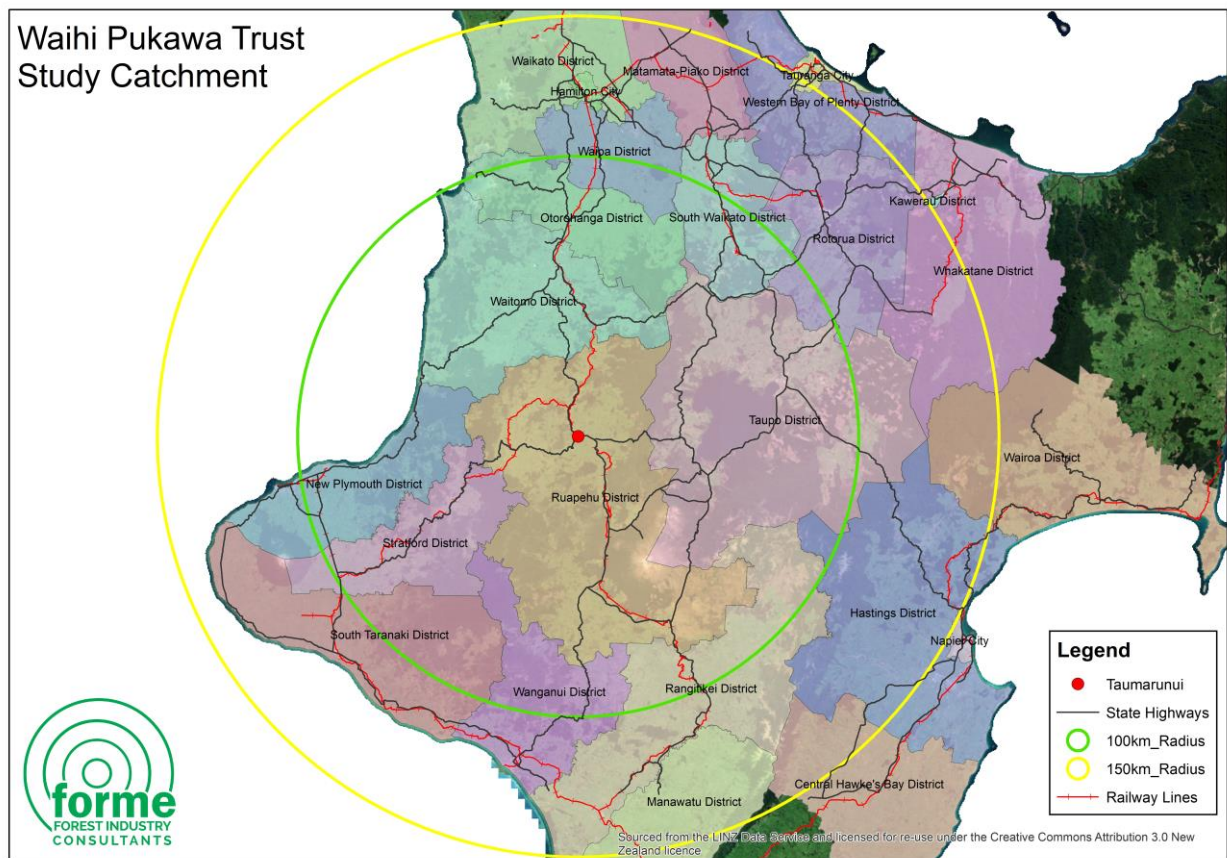 Waihi Pukawa Trust
Study Catchment
Waikato District
Matamata-Piako District
Tauranga City
Hamilton City
Western Bay of Plenty District
Waipa District
Kawerau District
Otorohanga District
South Waikato District
Rotorua District
Whakatane District
Waitomo District
Taupo District
Wairoa District
New Plymouth District
Ruapehu District
Stratford District
Hastings District
South Taranaki District
Napier City
Wanganui District
Rangitikei District
Central Hawke's Bay District
Manawatu District
Legend
Taumarunui
State Highways
100km_Radius
150km_Radius
Railway Lines
forme
FOREST INDUSTRY
CONSULTANTS
Sourced from the LINZ Data Service and licensed for re-use under the Creative Commons Attribution 3.0 New
Zealand licence